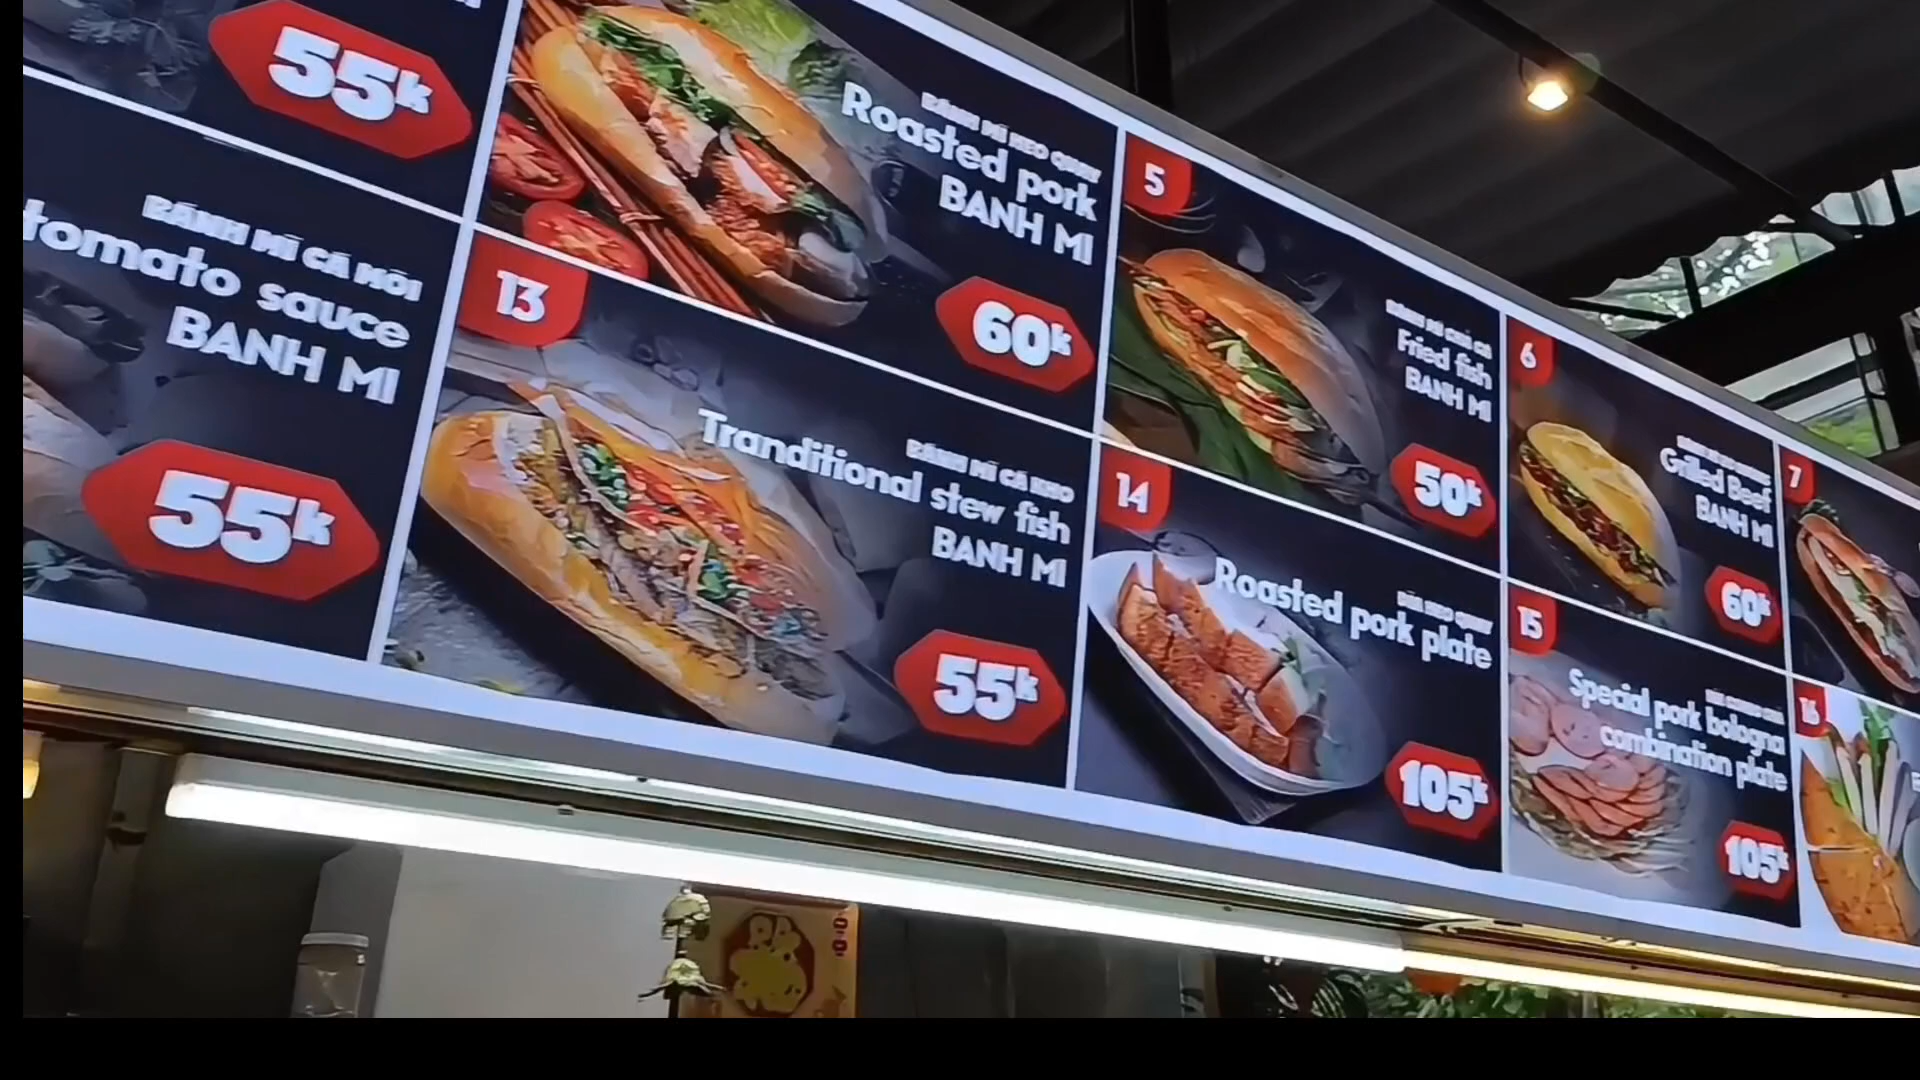 55k
BÁNH MÌ CÁ MÒI
tomato sauce
BANH MI
55k
BÁNH MÌ HEO QUAY
Roasted pork
BANH MI
60k
13
BÁNH MÌ CÁ KHO
Tranditional stew fish
BANH MI
55k
5
BÁNH MÌ CHẢ CÁ
Fried fish
BANH MI
50k
14
DĨA HEO QUAY
Roasted pork plate
105k
6
Grilled Beef
BANH MI
60k
15
Special pork bologna
combination plate
105k
7
16